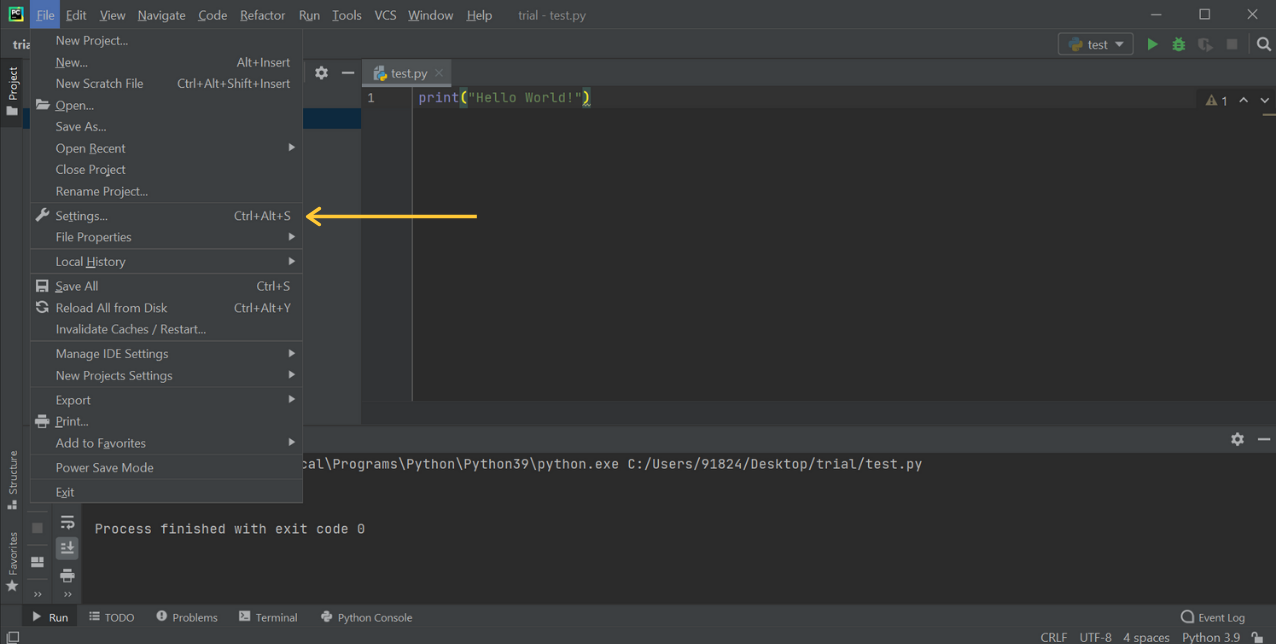 PC File Edit View Navigate Code Refactor Run Tools VCS Window Help trial - test.py
test
New Project...
New... Alt+Insert
New Scratch File Ctrl+Alt+Shift+Insert
Open...
Save As...
Open Recent
Close Project
Rename Project...
Settings... Ctrl+Alt+S
File Properties
Local History
Save All Ctrl+S
Reload All from Disk Ctrl+Alt+Y
Invalidate Caches / Restart...
Manage IDE Settings
New Projects Settings
Export
Print...
Add to Favorites
Power Save Mode
Exit
Project
Structure
Favorites
test.py
1 print("Hello World!")
1
cal\Programs\Python\Python39\python.exe C:/Users/91824/Desktop/trial/test.py
Process finished with exit code 0
Run TODO Problems Terminal Python Console Event Log
CRLF UTF-8 4 spaces Python 3.9